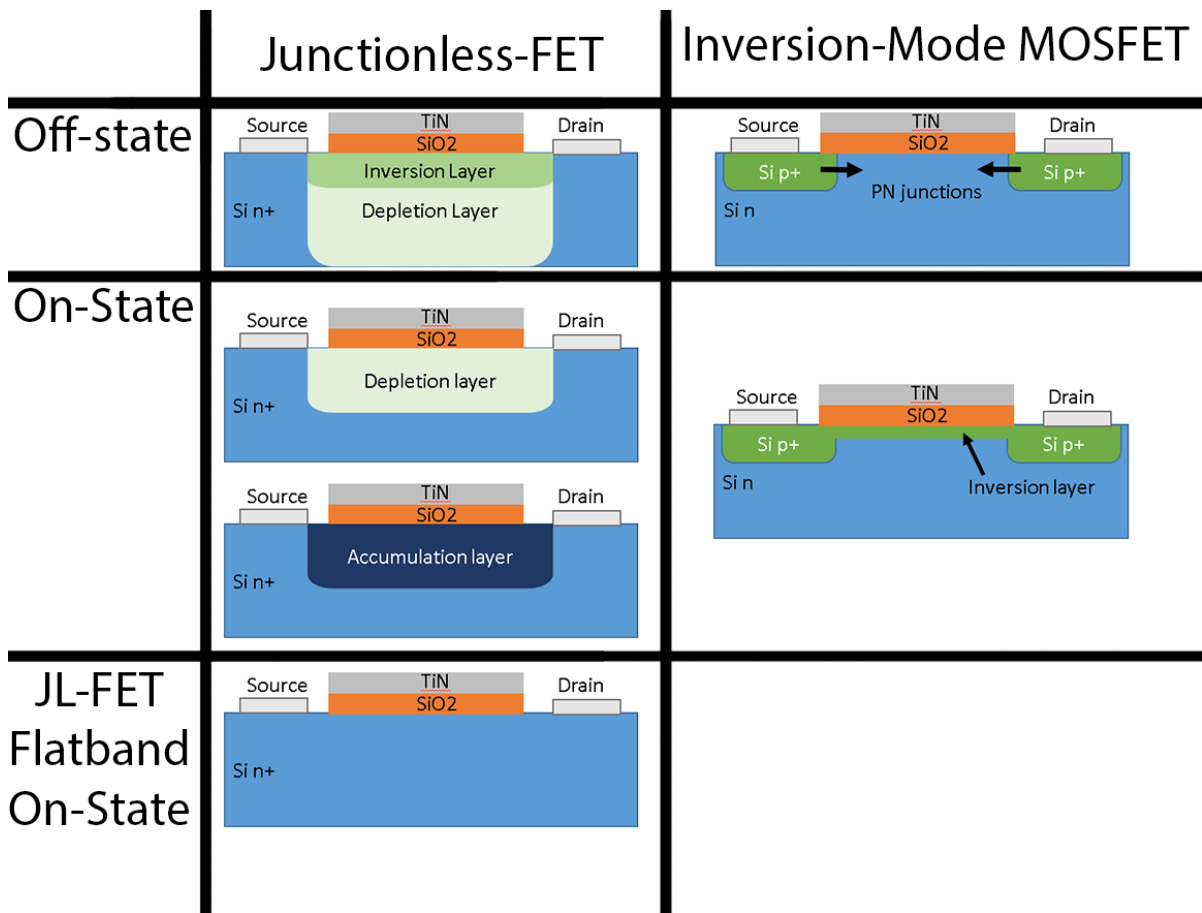 Junctionless-FET
Inversion-Mode MOSFET
Off-state
Source
TiN
SiO2
Drain
Inversion Layer
Depletion Layer
Si n+
Source
TiN
SiO2
Drain
Si p+
Si p+
PN junctions
Si n
On-State
Source
TiN
SiO2
Drain
Depletion layer
Si n+
Source
TiN
SiO2
Drain
Accumulation layer
Si n+
Source
TiN
SiO2
Drain
Si p+
Si p+
Si n
Inversion layer
JL-FET
Flatband
On-State
Source
TiN
SiO2
Drain
Si n+